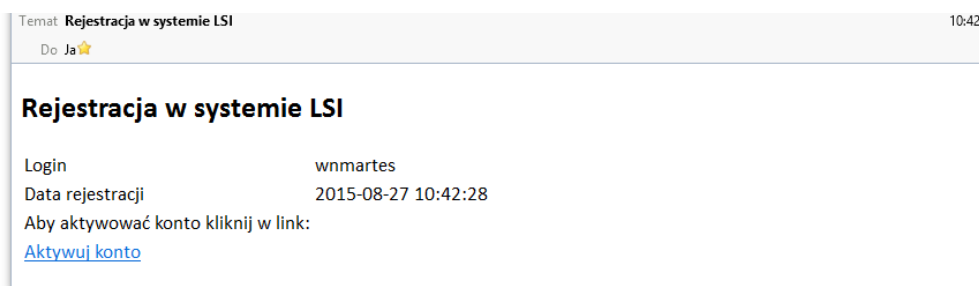 Temat Rejestracja w systemie LSI 10:42
Do Ja
Rejestracja w systemie LSI
Login wnmartes
Data rejestracji 2015-08-27 10:42:28
Aby aktywować konto kliknij w link:
Aktywuj konto